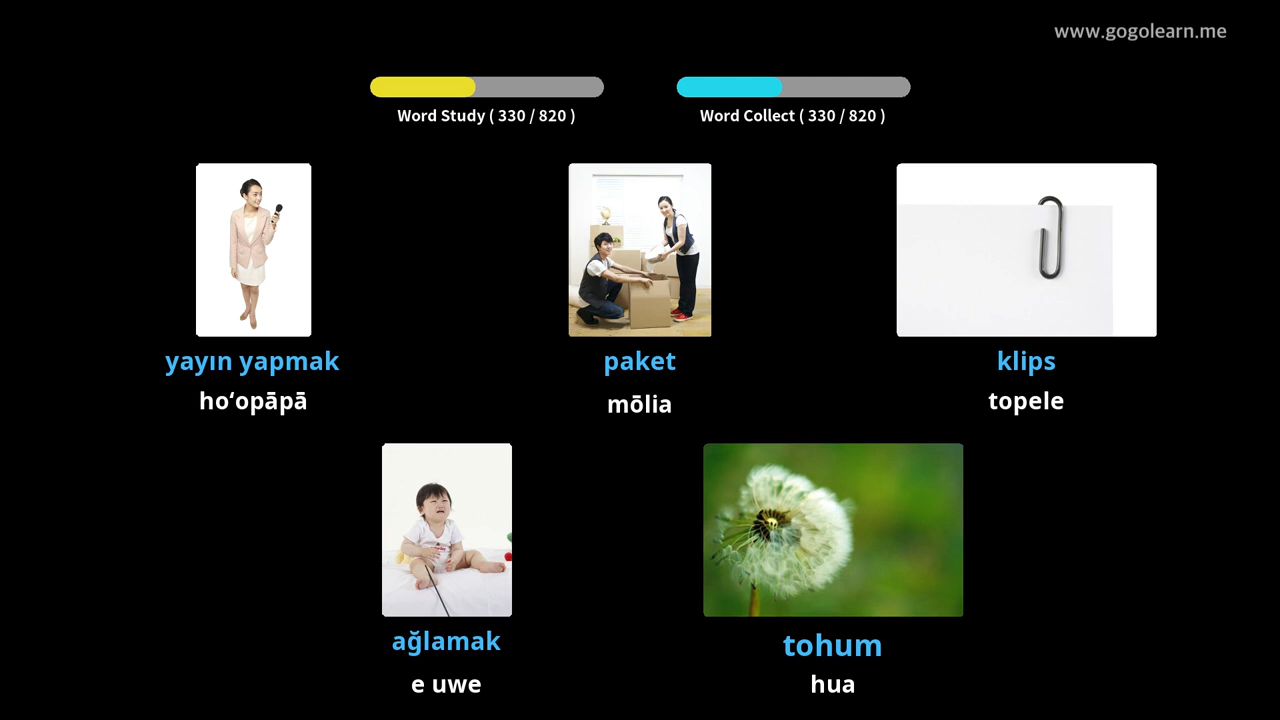 www.gogolearn.me
Word Study ( 330 / 820 )
Word Collect ( 330 / 820 )
yayın yapmak
paket
klips
hoʻopāpā
mōlia
topele
ağlamak
tohum
e uwe
hua